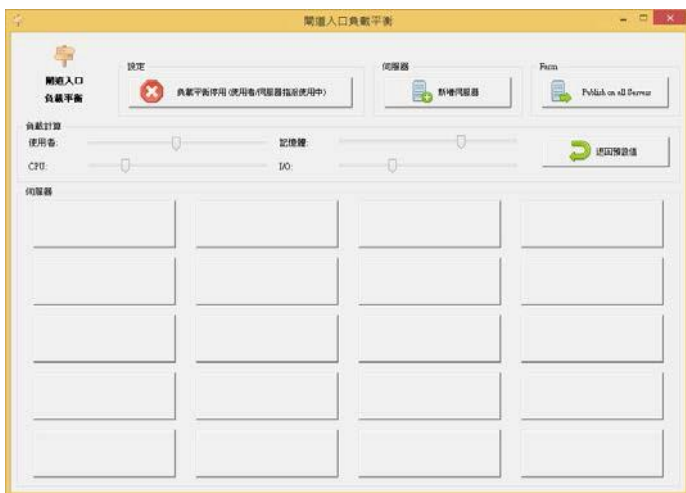 閘道入口負載平衡
閘道入口
負載平衡
設定
負載平衡停用 (使用者/伺服器指派使用中)
伺服器
新增伺服器
Farm
Publish on all Servers
負載計算
使用者:
記憶體:
CPU:
I/O:
返回預設值
伺服器